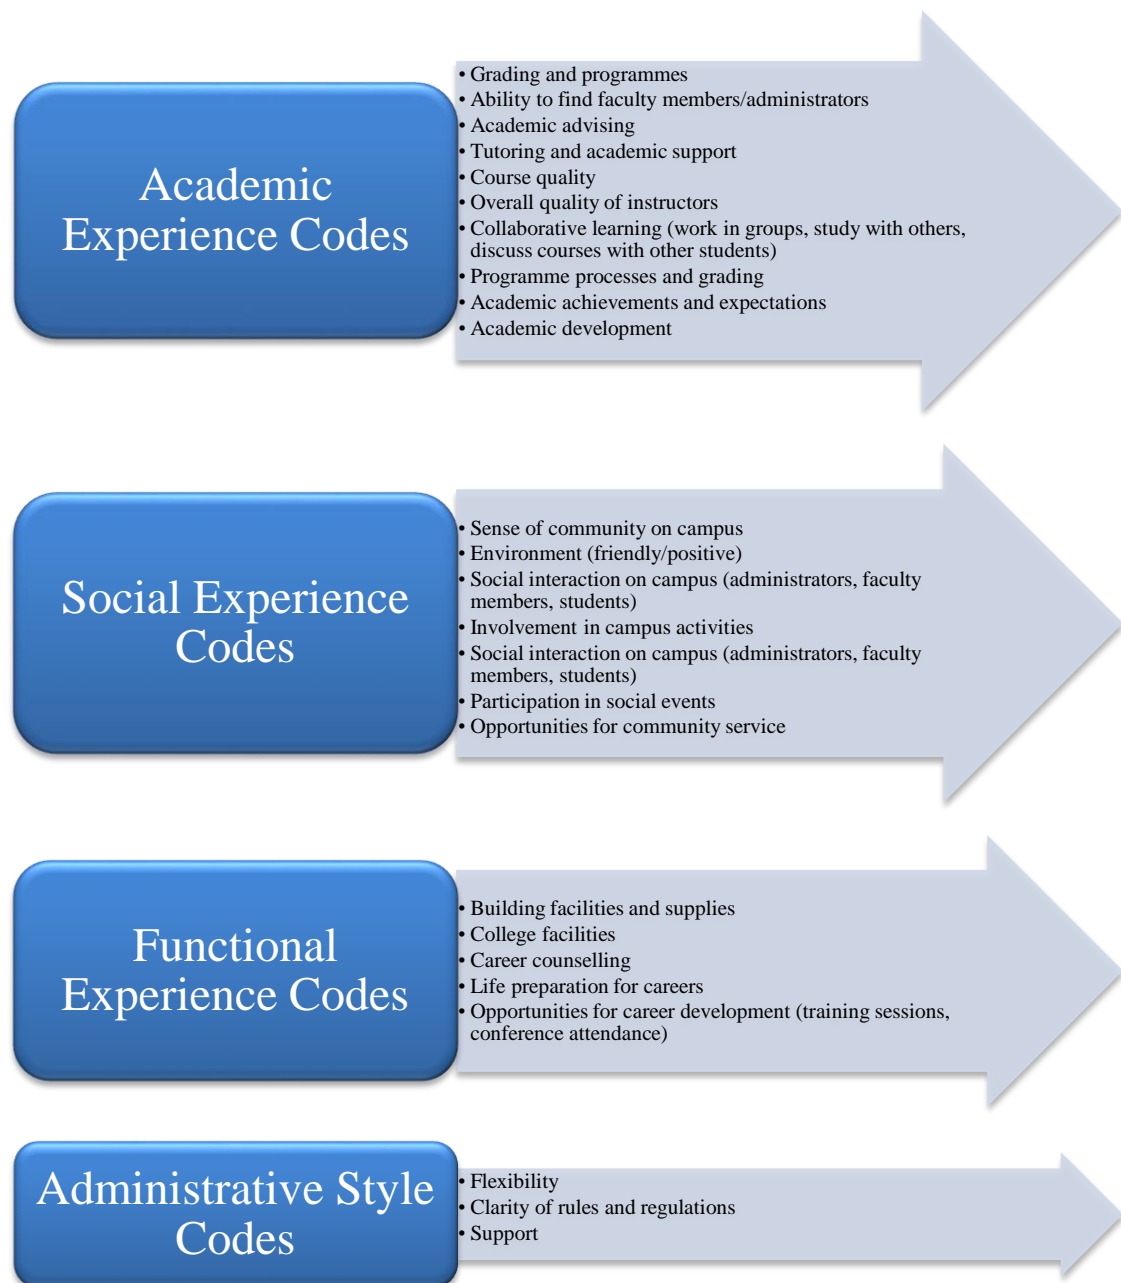 Academic
Experience Codes
• Grading and programmes
• Ability to find faculty members/administrators
• Academic advising
• Tutoring and academic support
• Course quality
• Overall quality of instructors
• Collaborative learning (work in groups, study with others,
discuss courses with other students)
• Programme processes and grading
• Academic achievements and expectations
• Academic development
Social Experience
Codes
• Sense of community on campus
• Environment (friendly/positive)
• Social interaction on campus (administrators, faculty
members, students)
• Involvement in campus activities
• Social interaction on campus (administrators, faculty
members, students)
• Participation in social events
• Opportunities for community service
Functional
Experience Codes
• Building facilities and supplies
• College facilities
• Career counselling
• Life preparation for careers
• Opportunities for career development (training sessions,
conference attendance)
Administrative Style
Codes
• Flexibility
• Clarity of rules and regulations
• Support